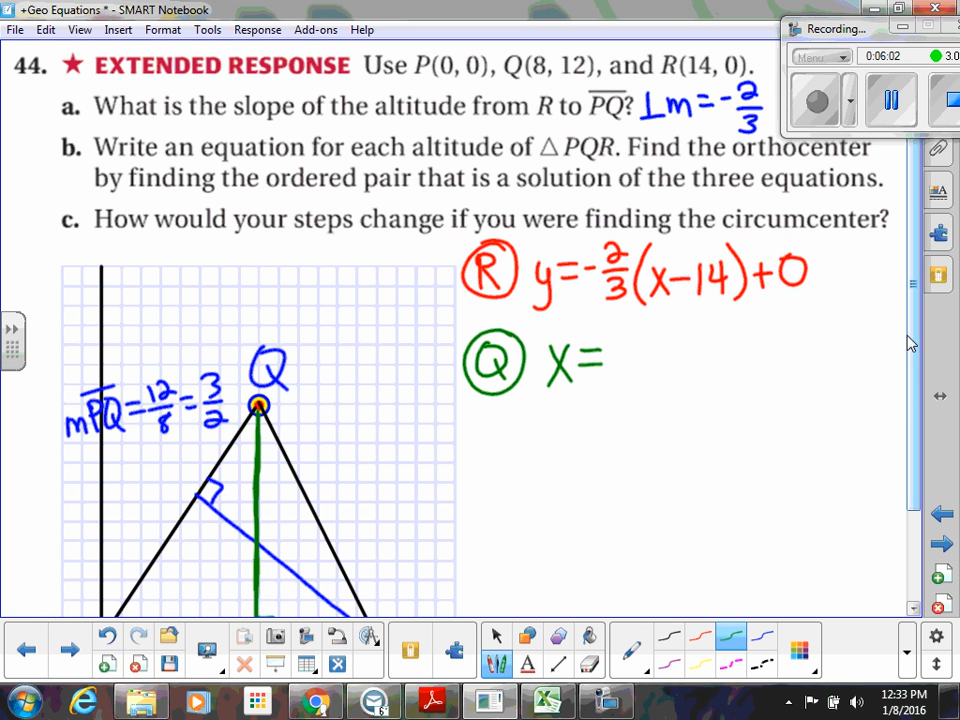 +Geo Equations * - SMART Notebook
File Edit View Insert Format Tools Response Add-ons Help
Recording...
Menu
0:06:02
3.0
44. ★ EXTENDED RESPONSE Use P(0, 0), Q(8, 12), and R(14, 0).
a. What is the slope of the altitude from R to P̅Q̅? ⊥m = -2/3
b. Write an equation for each altitude of △PQR. Find the orthocenter
by finding the ordered pair that is a solution of the three equations.
c. How would your steps change if you were finding the circumcenter?
R y = -2/3(x-14)+0
Q x =
Q
mP̅Q̅ = 12/8 = 3/2
12:33 PM
1/8/2016